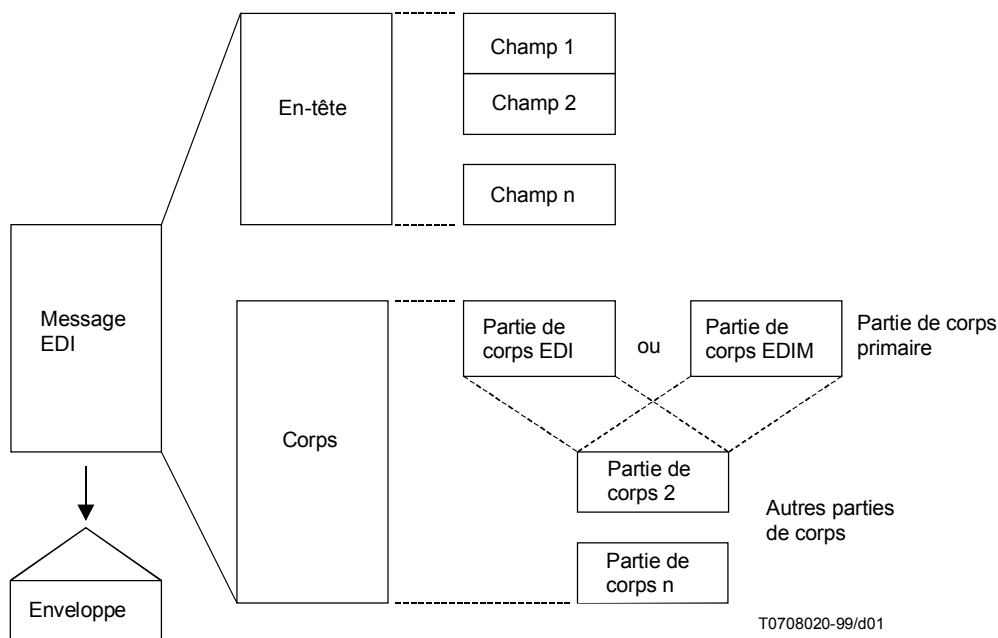 Champ 1
En-tête
Champ 2
Champ n
Message
EDI
Partie de
corps EDI
ou
Partie de
corps EDIM
Partie de corps
primaire
Corps
Partie de
corps 2
Autres parties
de corps
Partie de
corps n
Enveloppe
T0708020-99/d01